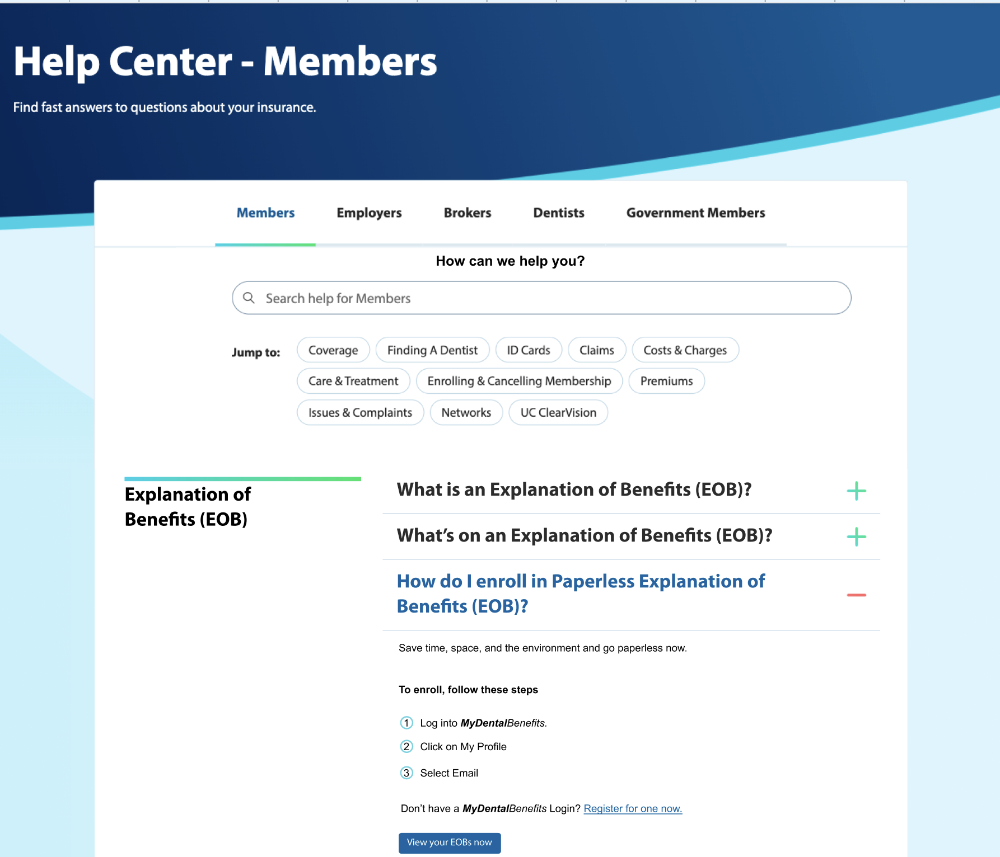 Help Center - Members
Find fast answers to questions about your insurance.
Members Employers Brokers Dentists Government Members
How can we help you?
Search help for Members
Jump to: Coverage Finding A Dentist ID Cards Claims Costs & Charges
Care & Treatment Enrolling & Cancelling Membership Premiums
Issues & Complaints Networks UC ClearVision
Explanation of
Benefits (EOB)
What is an Explanation of Benefits (EOB)?
What’s on an Explanation of Benefits (EOB)?
How do I enroll in Paperless Explanation of
Benefits (EOB)?
Save time, space, and the environment and go paperless now.
To enroll, follow these steps
1 Log into MyDentalBenefits.
2 Click on My Profile
3 Select Email
Don’t have a MyDentalBenefits Login? Register for one now.
View your EOBs now